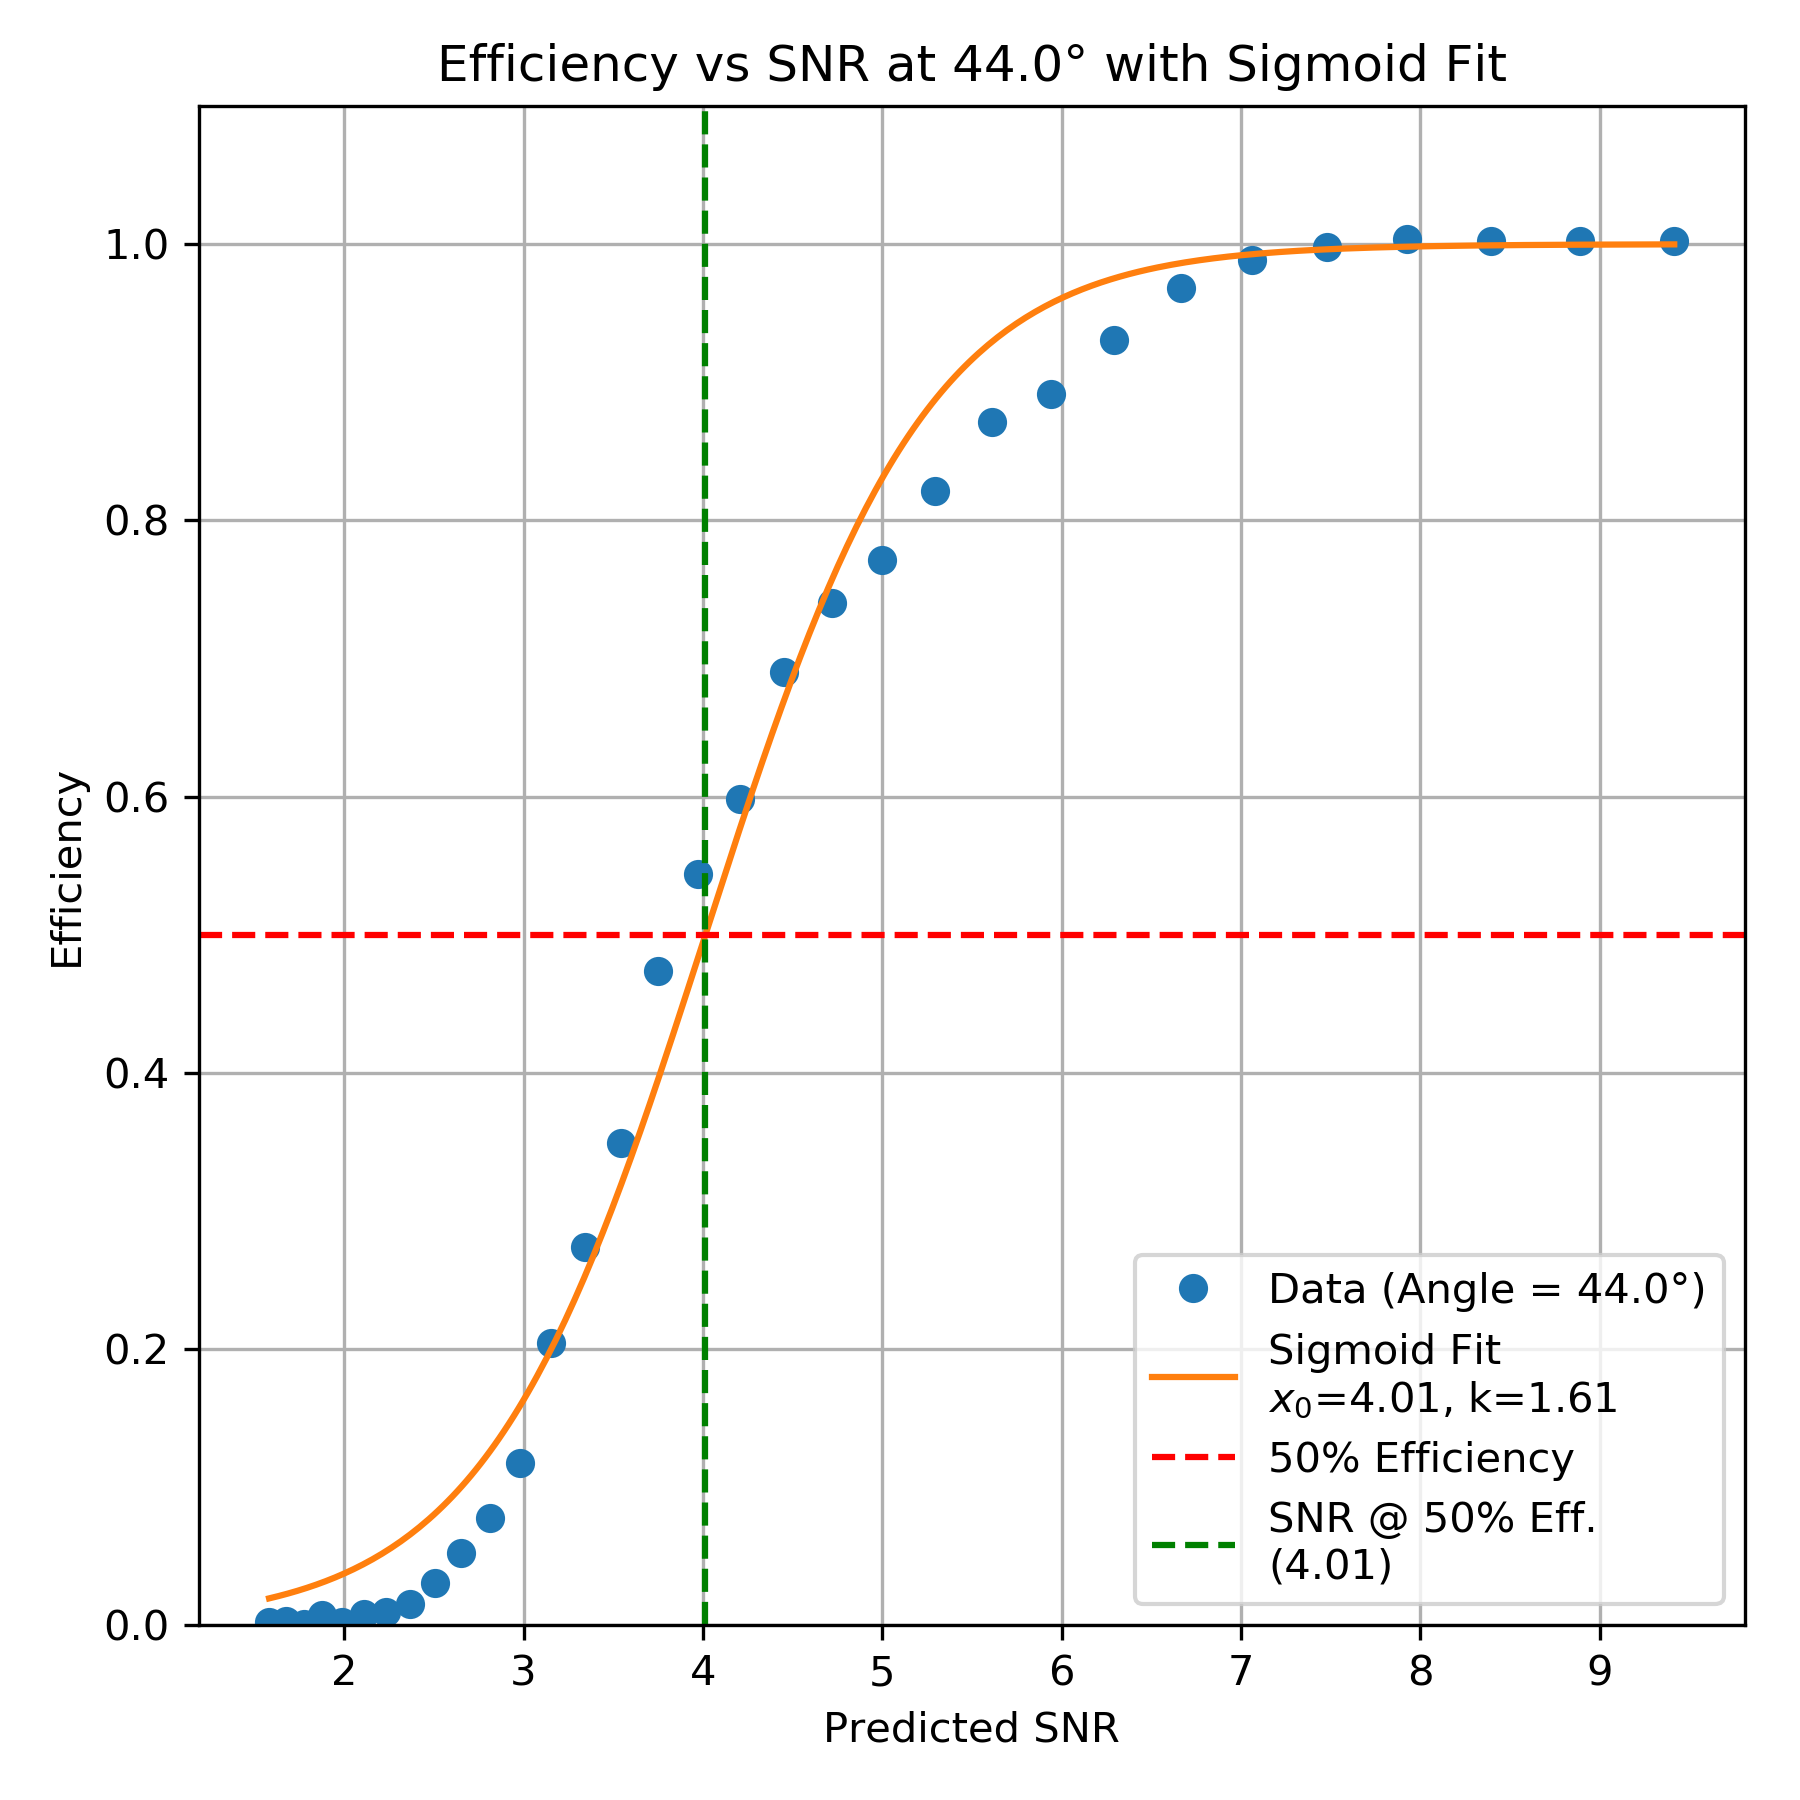 Efficiency vs SNR at 44.0° with Sigmoid Fit
1.0
0.8
0.6
0.4
0.2
0.0
Efficiency
2 3 4 5 6 7 8 9
Predicted SNR
Data (Angle = 44.0°)
Sigmoid Fit
x₀=4.01, k=1.61
50% Efficiency
SNR @ 50% Eff.
(4.01)